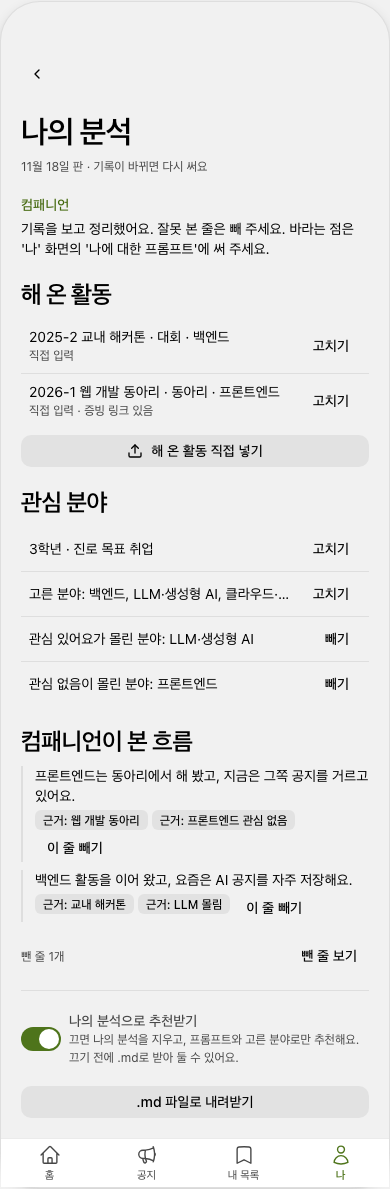 나의 분석
11월 18일 판 · 기록이 바뀌면 다시 써요
컴패니언
기록을 보고 정리했어요. 잘못 본 줄은 빼 주세요. 바라는 점은
'나' 화면의 '나에 대한 프롬프트'에 써 주세요.
해 온 활동
2025-2 교내 해커톤 · 대회 · 백엔드
직접 입력
고치기
2026-1 웹 개발 동아리 · 동아리 · 프론트엔드
직접 입력 · 증빙 링크 있음
고치기
해 온 활동 직접 넣기
관심 분야
3학년 · 진로 목표 취업
고치기
고른 분야: 백엔드, LLM·생성형 AI, 클라우드·...
고치기
관심 있어요가 몰린 분야: LLM·생성형 AI
빼기
관심 없음이 몰린 분야: 프론트엔드
빼기
컴패니언이 본 흐름
프론트엔드는 동아리에서 해 봤고, 지금은 그쪽 공지를 거르고
있어요.
근거: 웹 개발 동아리 근거: 프론트엔드 관심 없음
이 줄 빼기
백엔드 활동을 이어 왔고, 요즘은 AI 공지를 자주 저장해요.
근거: 교내 해커톤 근거: LLM 몰림 이 줄 빼기
뺀 줄 1개
뺀 줄 보기
나의 분석으로 추천받기
끄면 나의 분석을 지우고, 프롬프트와 고른 분야로만 추천해요.
끄기 전에 .md로 받아 둘 수 있어요.
.md 파일로 내려받기
홈
공지
내 목록
나